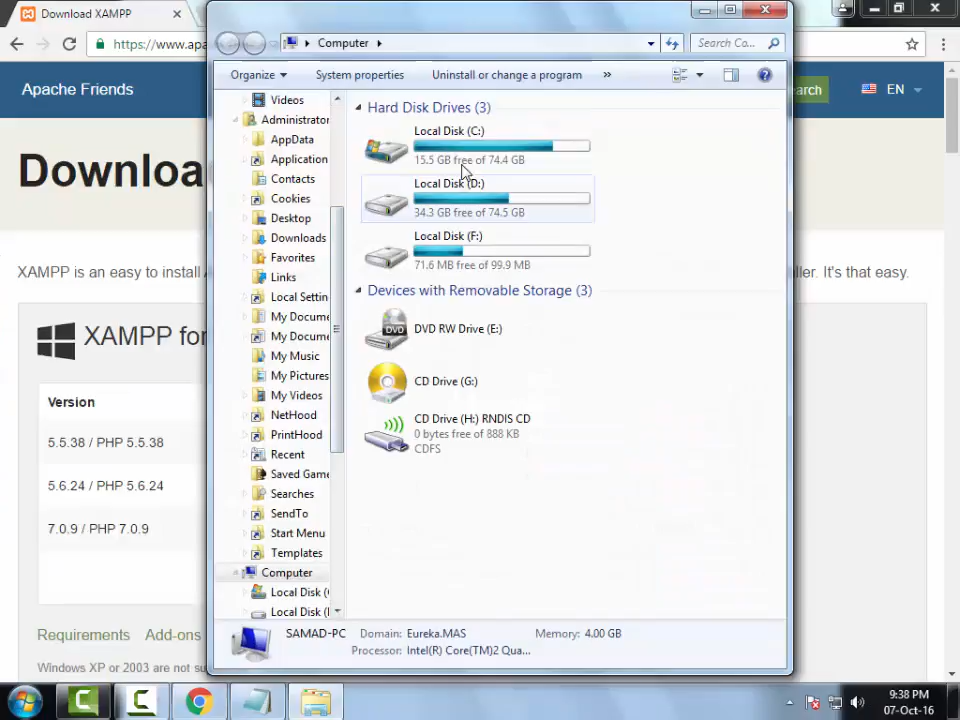 Download XAMPP
https://www.apa
Computer
Search Co...
Organize
System properties
Uninstall or change a program
»
Apache Friends
arch
EN
Downloa
XAMPP is an easy to install
ller. It's that easy.
XAMPP for
Version
5.5.38 / PHP 5.5.38
5.6.24 / PHP 5.6.24
7.0.9 / PHP 7.0.9
Requirements
Add-ons
Windows XP or 2003 are not su
Videos
Administrator
AppData
Application
Contacts
Cookies
Desktop
Downloads
Favorites
Links
Local Settin
My Docume
My Docume
My Music
My Pictures
My Videos
NetHood
PrintHood
Recent
Saved Game
Searches
SendTo
Start Menu
Templates
Computer
Local Disk (
Local Disk (
Hard Disk Drives (3)
Local Disk (C:)
15.5 GB free of 74.4 GB
Local Disk (D:)
34.3 GB free of 74.5 GB
Local Disk (F:)
71.6 MB free of 99.9 MB
Devices with Removable Storage (3)
DVD
DVD RW Drive (E:)
CD Drive (G:)
CD Drive (H:) RNDIS CD
0 bytes free of 888 KB
CDFS
SAMAD-PC
Domain: Eureka.MAS
Memory: 4.00 GB
Processor: Intel(R) Core(TM)2 Qua...
9:38 PM
07-Oct-16